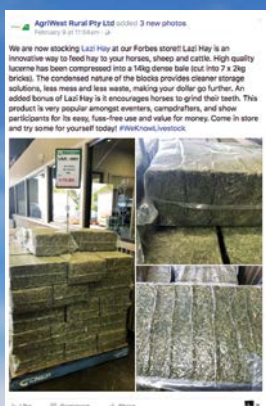 AgriWest Rural Pty Ltd added 3 new photos.
February 9 at 11:54am
We are now stocking Lazi Hay at our Forbes store!! Lazi Hay is an
innovative way to feed hay to your horses, sheep and cattle. High quality
lucerne has been compressed into a 14kg dense bale (cut into 7 x 2kg
bricks). The condensed nature of the blocks provides cleaner storage
solutions, less mess and less waste, making your dollar go further. An
added bonus of Lazi Hay is it encourages horses to grind their teeth. This
product is very popular amongst eventers, campdrafters, and show
participants for its easy, fuss-free use and value for money. Come in store
and try some for yourself today! #WeKnowLivestock